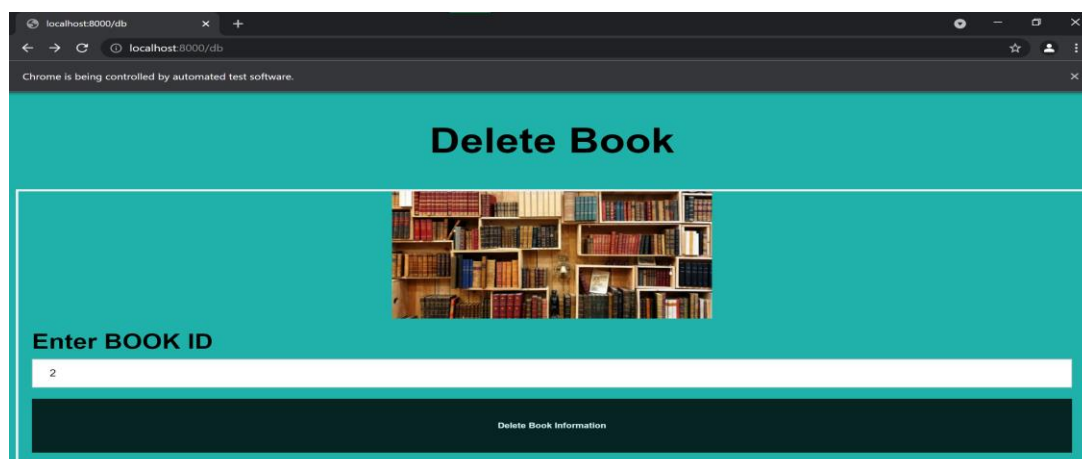 localhost:8000/db
localhost:8000/db
Chrome is being controlled by automated test software.
Delete Book
Enter BOOK ID
2
Delete Book Information